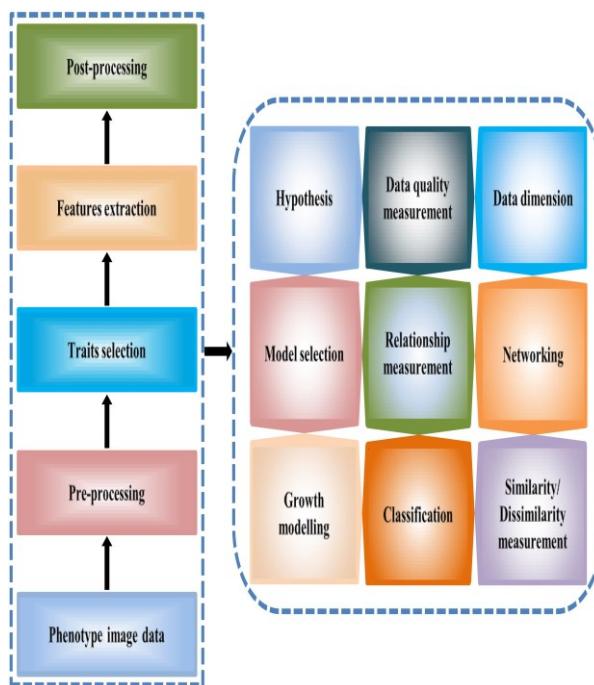 Post-processing
Features extraction
Traits selection
Pre-processing
Phenotype image data
Hypothesis
Data quality
measurement
Data dimension
Model selection
Relationship
measurement
Networking
Growth
modelling
Classification
Similarity/
Dissimilarity
measurement